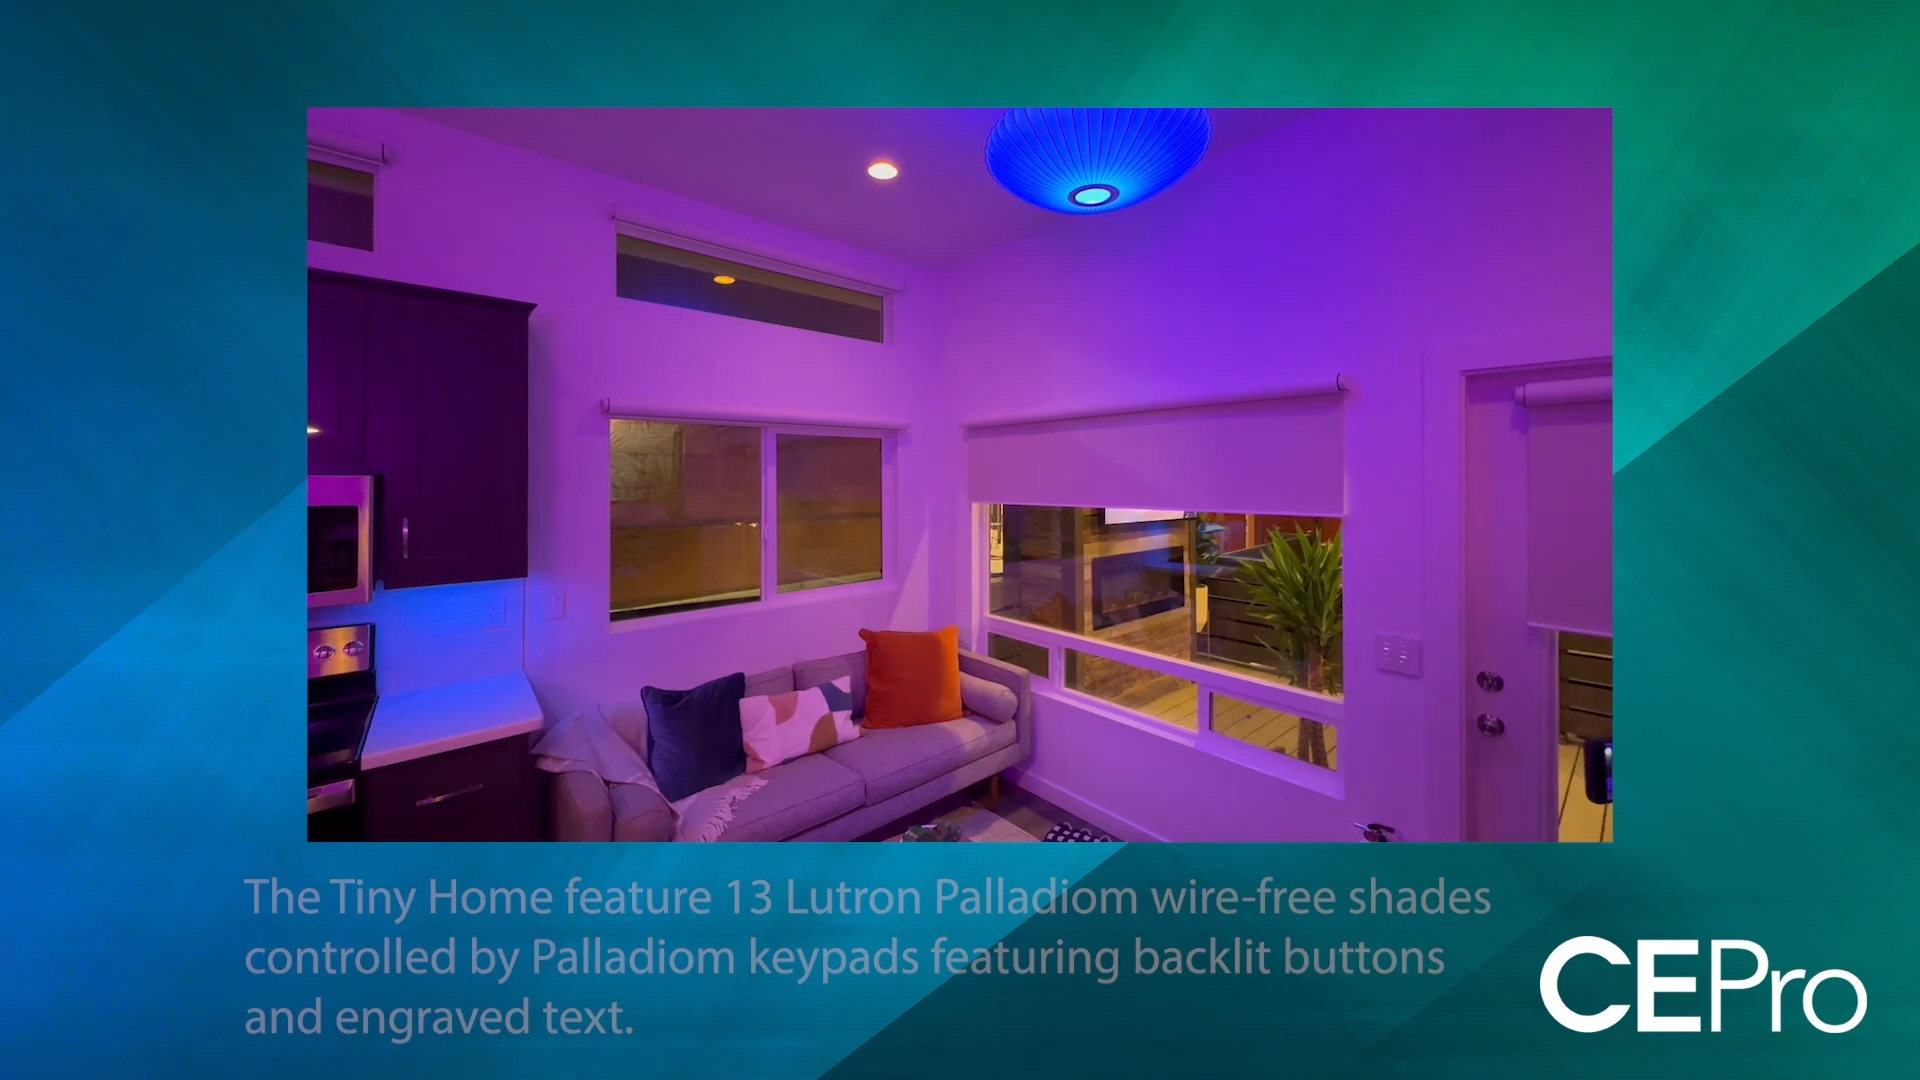 The Tiny Home feature 13 Lutron Palladiom wire-free shades
controlled by Palladiom keypads featuring backlit buttons
and engraved text.
CEPro